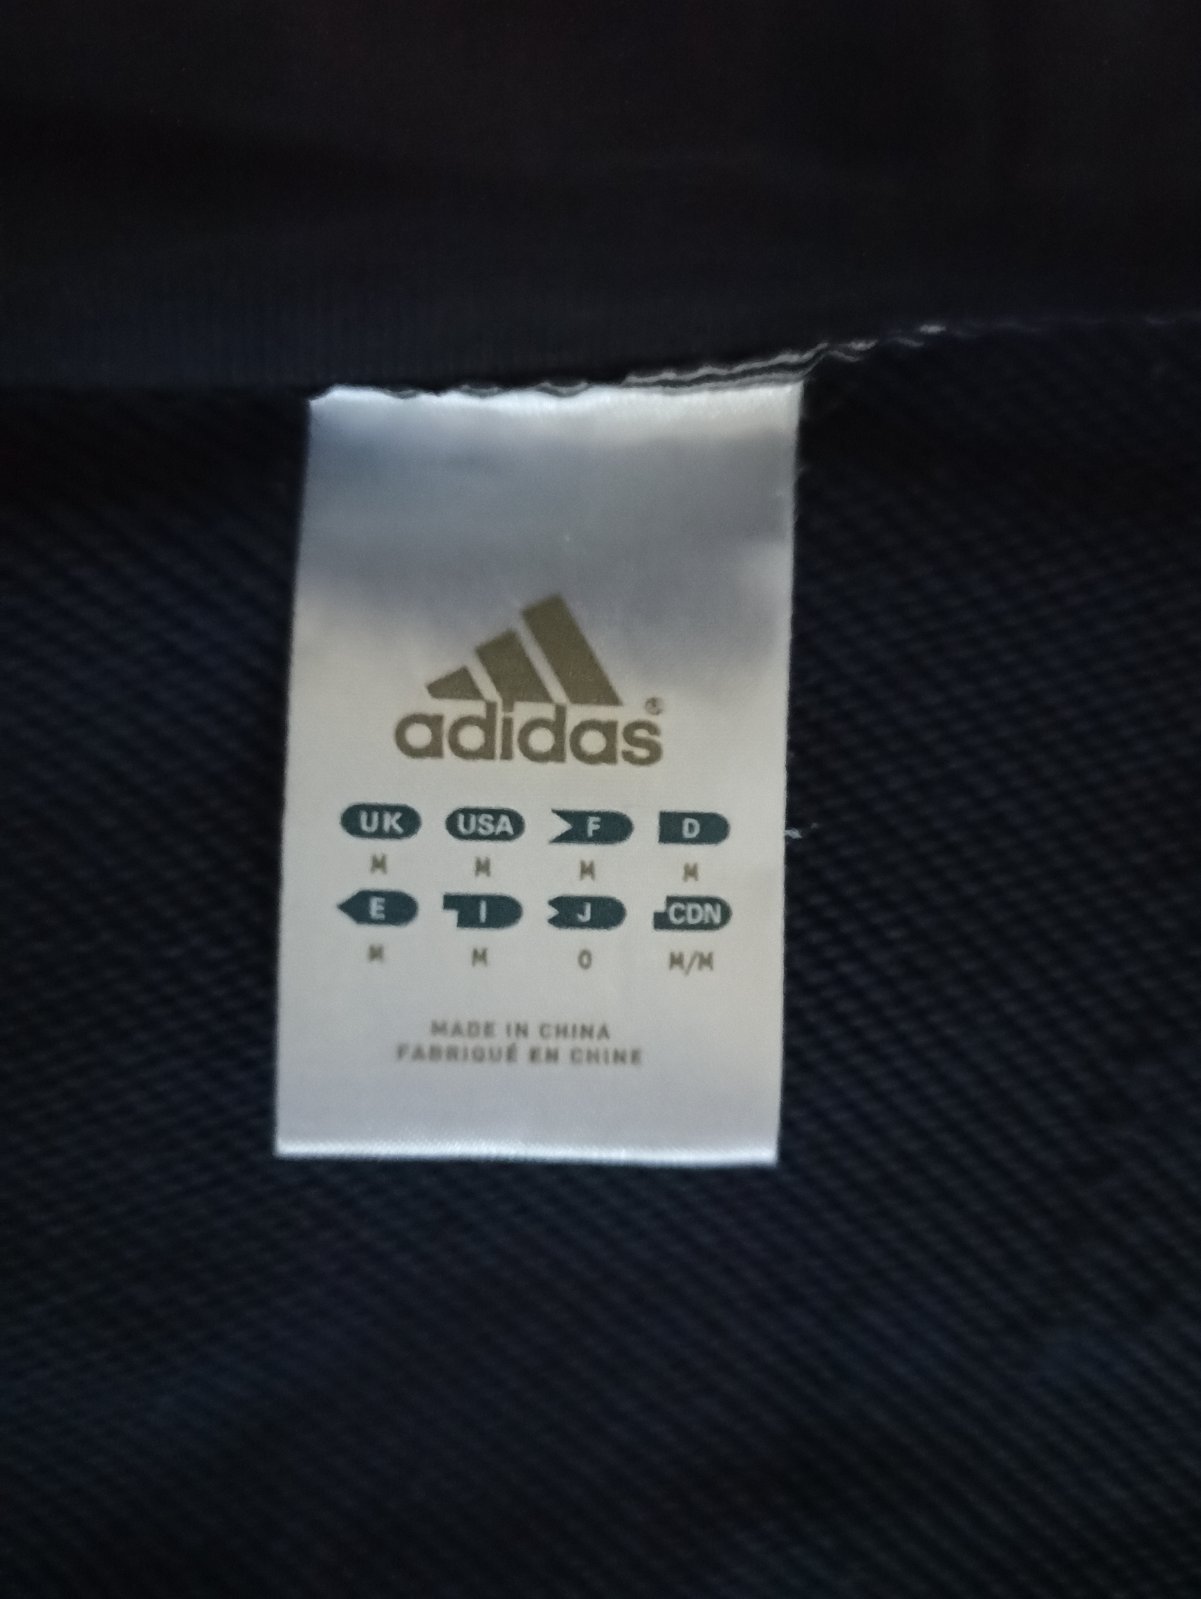 adidas®
UK USA F D
M M M M
E I J CDN
M M O M/M
MADE IN CHINA
FABRIQUÉ EN CHINE